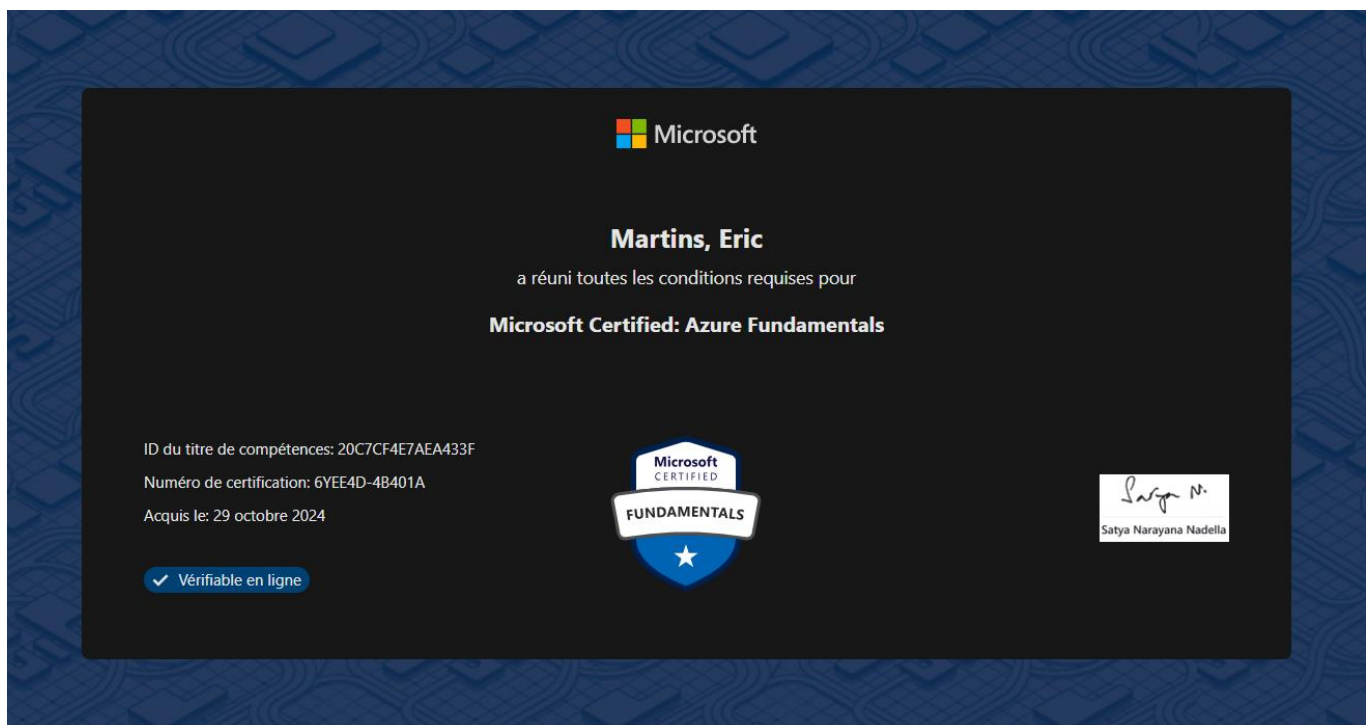 Microsoft
Martins, Eric
a réuni toutes les conditions requises pour
Microsoft Certified: Azure Fundamentals
ID du titre de compétences: 20C7CF4E7AEA433F
Numéro de certification: 6YEE4D-4B401A
Acquis le: 29 octobre 2024
Vérifiable en ligne
Microsoft
CERTIFIED
FUNDAMENTALS
Satya N.
Satya Narayana Nadella